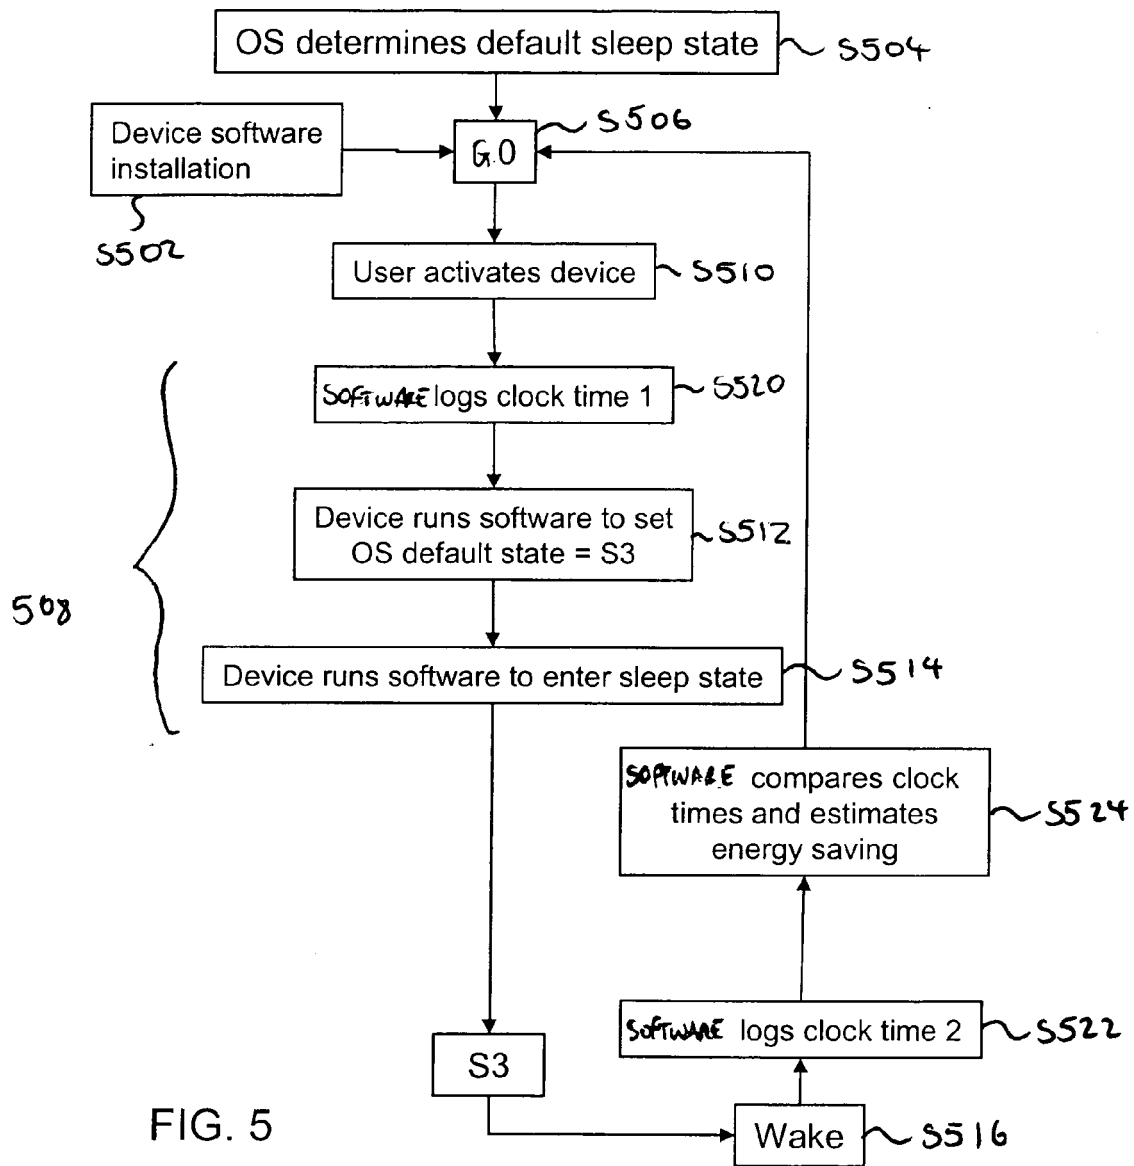 OS determines default sleep state
S504
Device software
installation
S502
G0
S506
User activates device
S510
SOFTWARE logs clock time 1
S520
Device runs software to set
OS default state = S3
S512
508
Device runs software to enter sleep state
S514
SOFTWARE compares clock
times and estimates
energy saving
S524
SOFTWARE logs clock time 2
S522
S3
Wake
S516
FIG. 5